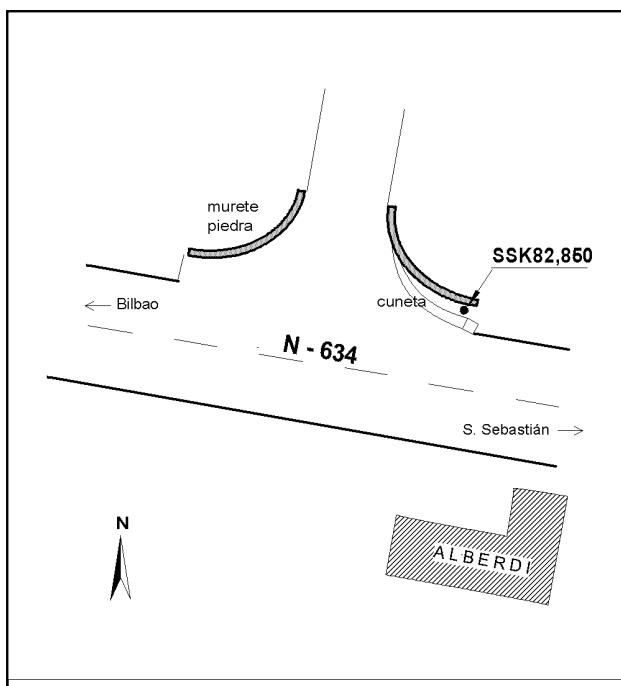 murete
piedra
SSK82,850
cuneta
Bilbao
N - 634
S. Sebastián
N
ALBERDI